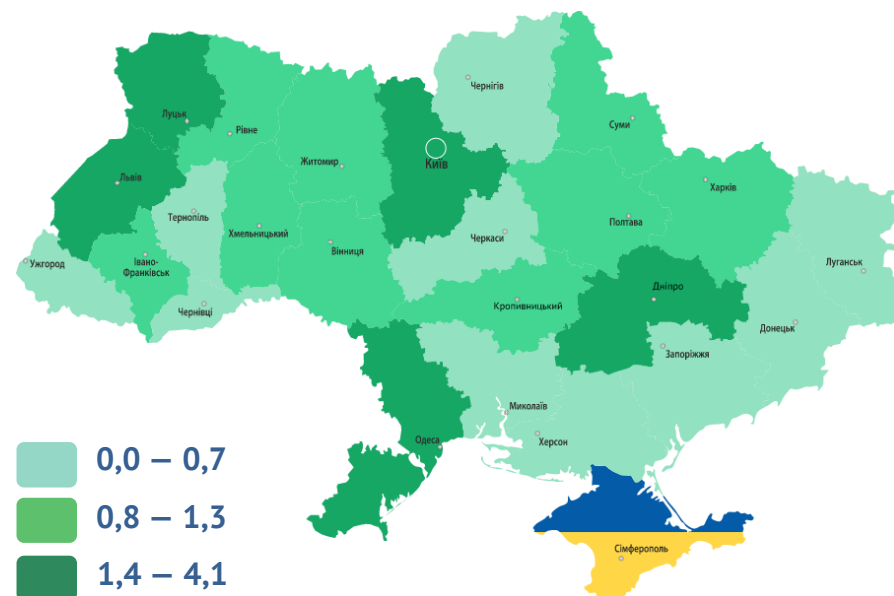 Чернігів
Луцьк
Суми
Рівне
Київ
Житомир
Львів
Харків
Тернопіль
Полтава
Хмельницький
Черкаси
Вінниця
Ужгород
Івано-
Франківськ
Луганськ
Дніпро
Чернівці
Кропивницький
Донецьк
Запоріжжя
Миколаїв
Одеса
Херсон
0,0 – 0,7
0,8 – 1,3
Сімферополь
1,4 – 4,1